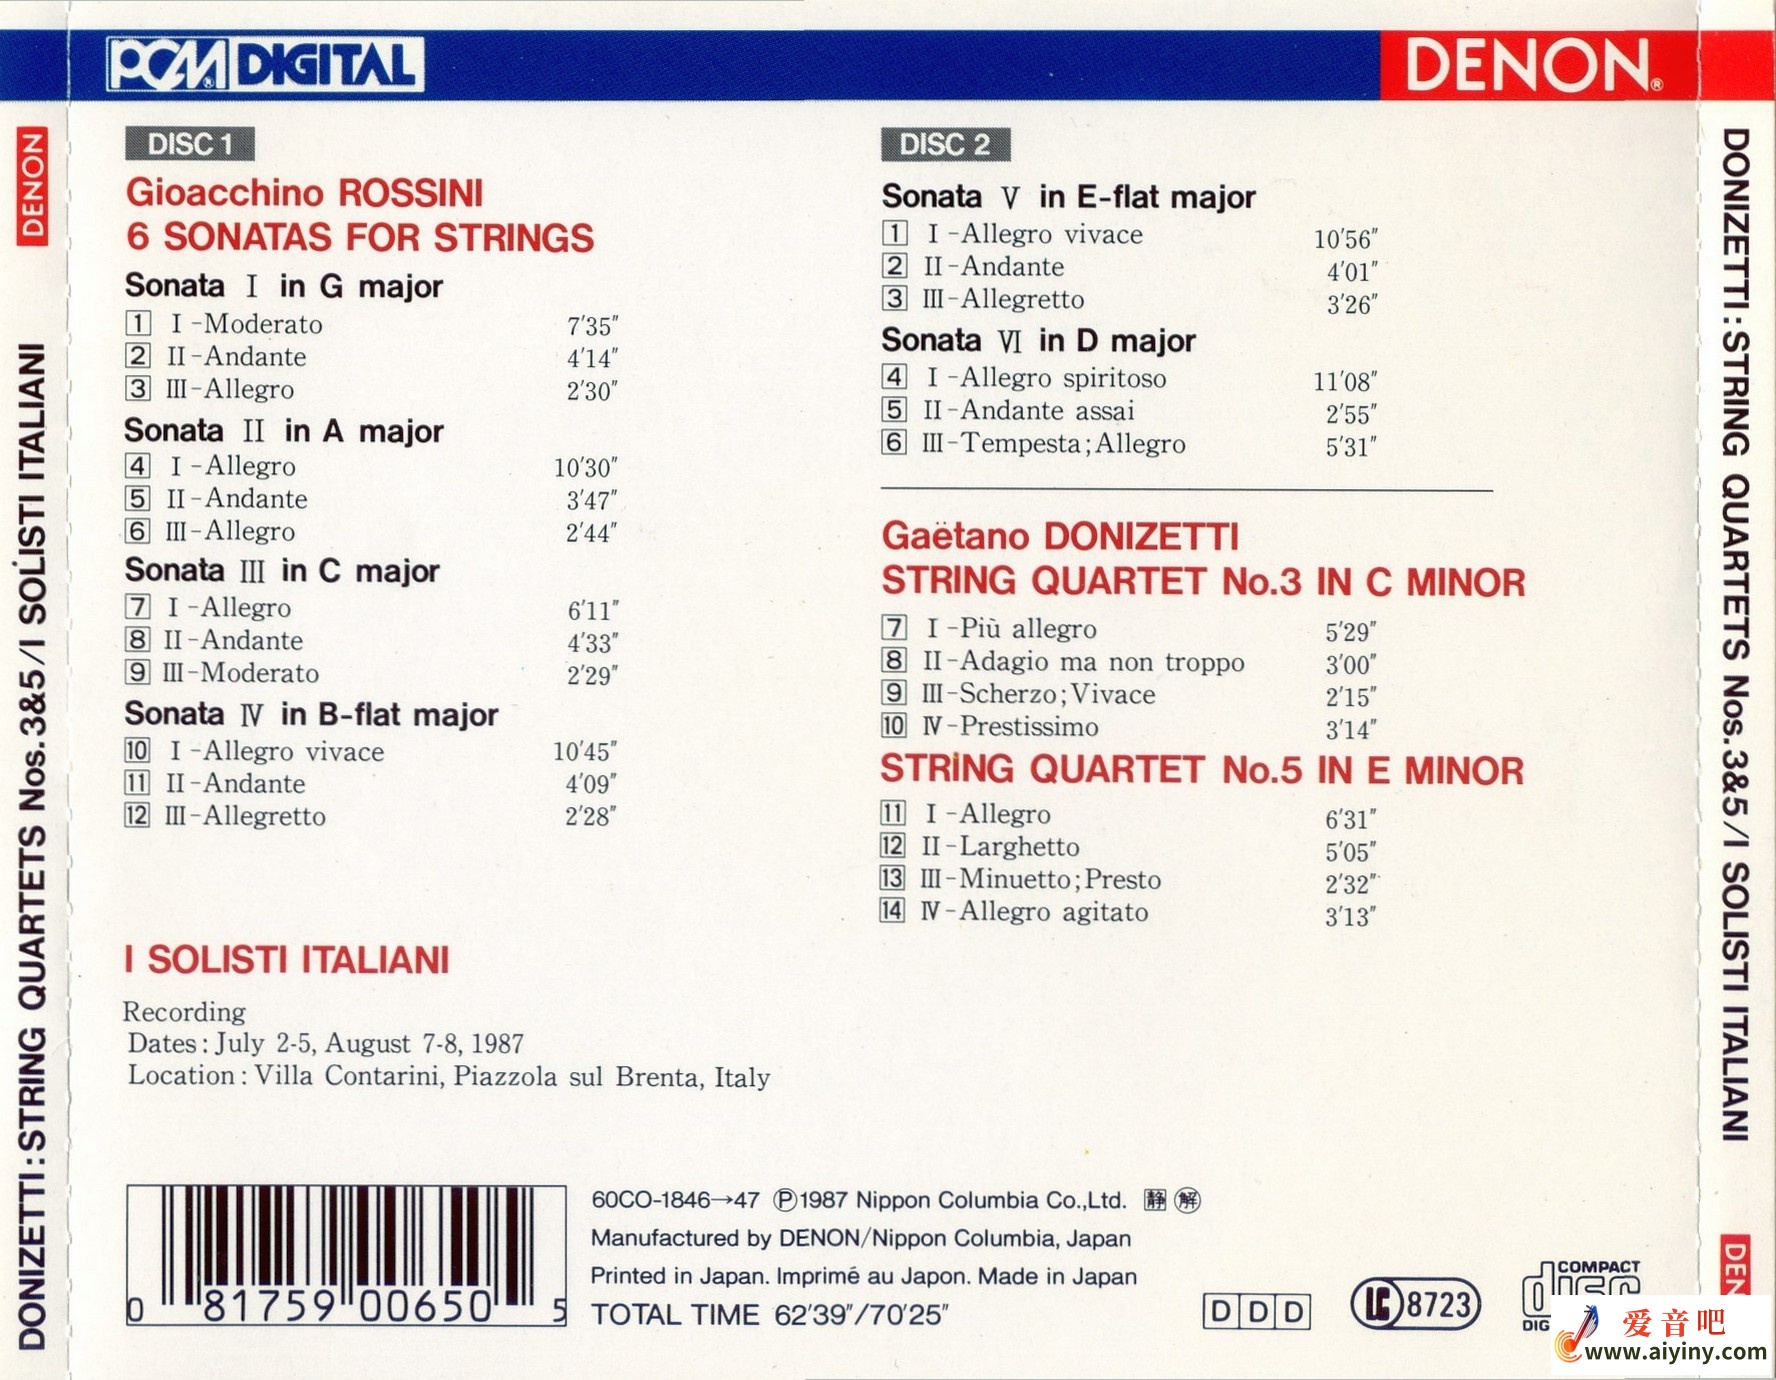 PCM DIGITAL
DENON®
DENON
DONIZETTI:STRING QUARTETS Nos.3&5/I SOLISTI ITALIANI
DISC 1
Gioacchino ROSSINI
6 SONATAS FOR STRINGS
Sonata Ⅰ in G major
1 Ⅰ-Moderato 7′35″
2 Ⅱ-Andante 4′14″
3 Ⅲ-Allegro 2′30″
Sonata Ⅱ in A major
4 Ⅰ-Allegro 10′30″
5 Ⅱ-Andante 3′47″
6 Ⅲ-Allegro 2′44″
Sonata Ⅲ in C major
7 Ⅰ-Allegro 6′11″
8 Ⅱ-Andante 4′33″
9 Ⅲ-Moderato 2′29″
Sonata Ⅳ in B-flat major
10 Ⅰ-Allegro vivace 10′45″
11 Ⅱ-Andante 4′09″
12 Ⅲ-Allegretto 2′28″
I SOLISTI ITALIANI
Recording
Dates: July 2-5, August 7-8, 1987
Location: Villa Contarini, Piazzola sul Brenta, Italy
DISC 2
Sonata Ⅴ in E-flat major
1 Ⅰ-Allegro vivace 10′56″
2 Ⅱ-Andante 4′01″
3 Ⅲ-Allegretto 3′26″
Sonata Ⅵ in D major
4 Ⅰ-Allegro spiritoso 11′08″
5 Ⅱ-Andante assai 2′55″
6 Ⅲ-Tempesta;Allegro 5′31″
Gaëtano DONIZETTI
STRING QUARTET No.3 IN C MINOR
7 Ⅰ-Più allegro 5′29″
8 Ⅱ-Adagio ma non troppo 3′00″
9 Ⅲ-Scherzo;Vivace 2′15″
10 Ⅳ-Prestissimo 3′14″
STRING QUARTET No.5 IN E MINOR
11 Ⅰ-Allegro 6′31″
12 Ⅱ-Larghetto 5′05″
13 Ⅲ-Minuetto;Presto 2′32″
14 Ⅳ-Allegro agitato 3′13″
0 81759 00650 5
60CO-1846→47 Ⓟ1987 Nippon Columbia Co.,Ltd. 静 解
Manufactured by DENON/Nippon Columbia, Japan
Printed in Japan. Imprimé au Japon. Made in Japan
TOTAL TIME 62′39″/70′25″
DDD
LC 8723
COMPACT
disc
DIG
DONIZETTI:STRING QUARTETS Nos.3&5/I SOLISTI ITALIANI
DEN
爱音吧
www.aiyiny.com